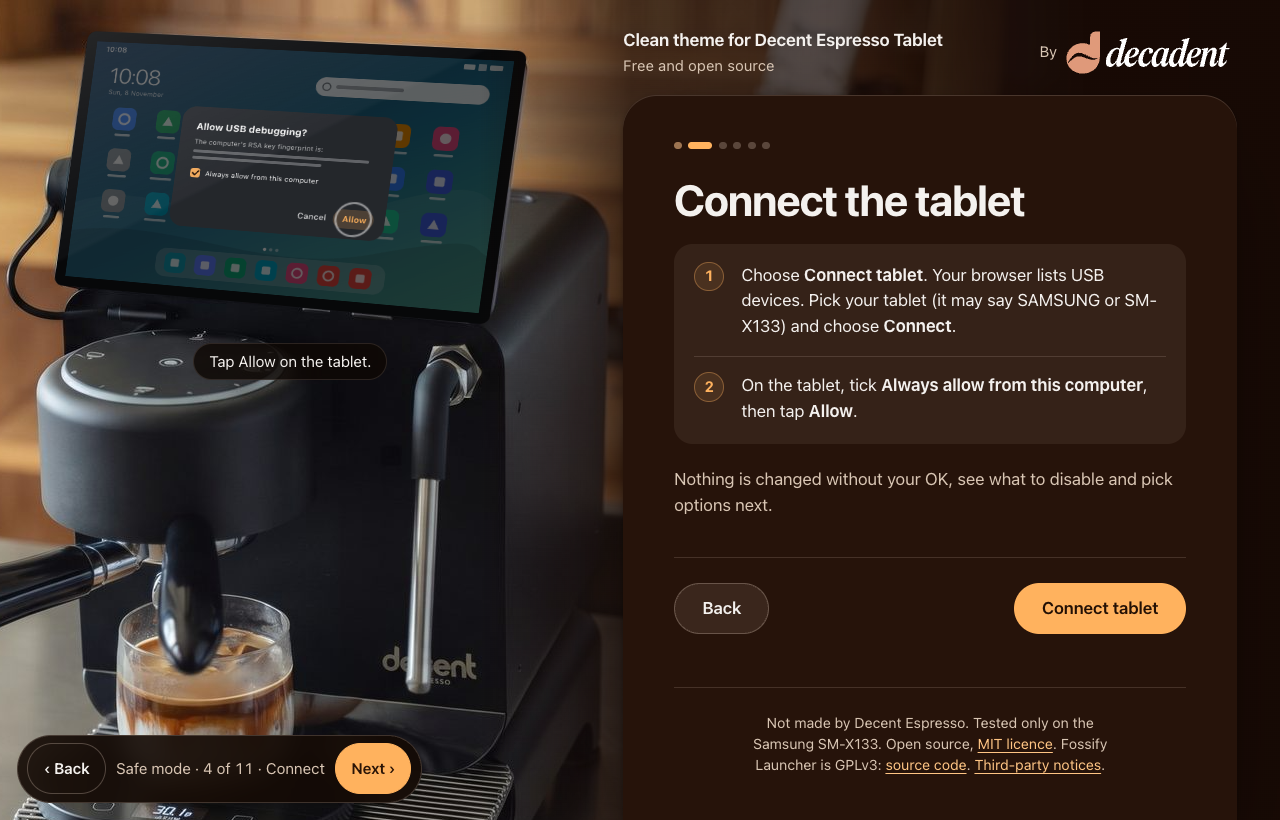 10:08
10:08
Sun, 9 November
Allow USB debugging?
The computer's RSA key fingerprint is:
Always allow from this computer
Cancel
Allow
Tap Allow on the tablet.
decent
30.1
‹ Back
Safe mode · 4 of 11 · Connect
Next ›
Clean theme for Decent Espresso Tablet
Free and open source
By decadent
Connect the tablet
1
Choose Connect tablet. Your browser lists USB
devices. Pick your tablet (it may say SAMSUNG or SM-
X133) and choose Connect.
2
On the tablet, tick Always allow from this computer,
then tap Allow.
Nothing is changed without your OK, see what to disable and pick
options next.
Back
Connect tablet
Not made by Decent Espresso. Tested only on the
Samsung SM-X133. Open source, MIT licence. Fossify
Launcher is GPLv3: source code. Third-party notices.